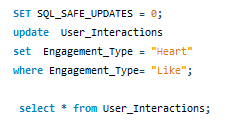 SET SQL_SAFE_UPDATES = 0;
update  User_Interactions
set  Engagement_Type = "Heart"
where Engagement_Type= "Like";
select * from User_Interactions;